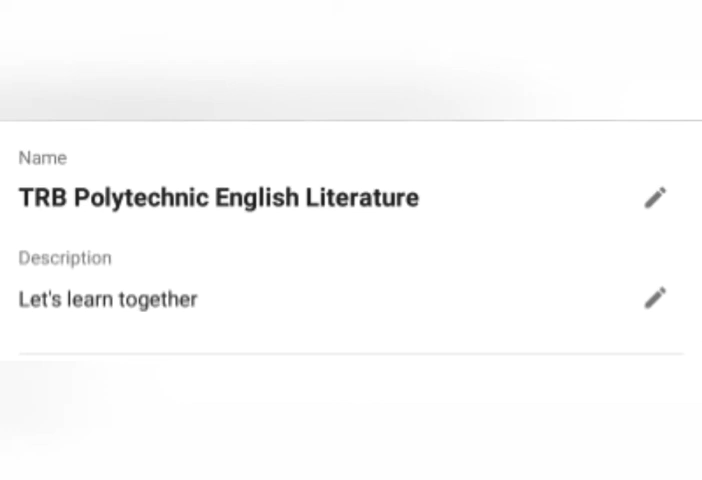 Name
TRB Polytechnic English Literature
Description
Let's learn together